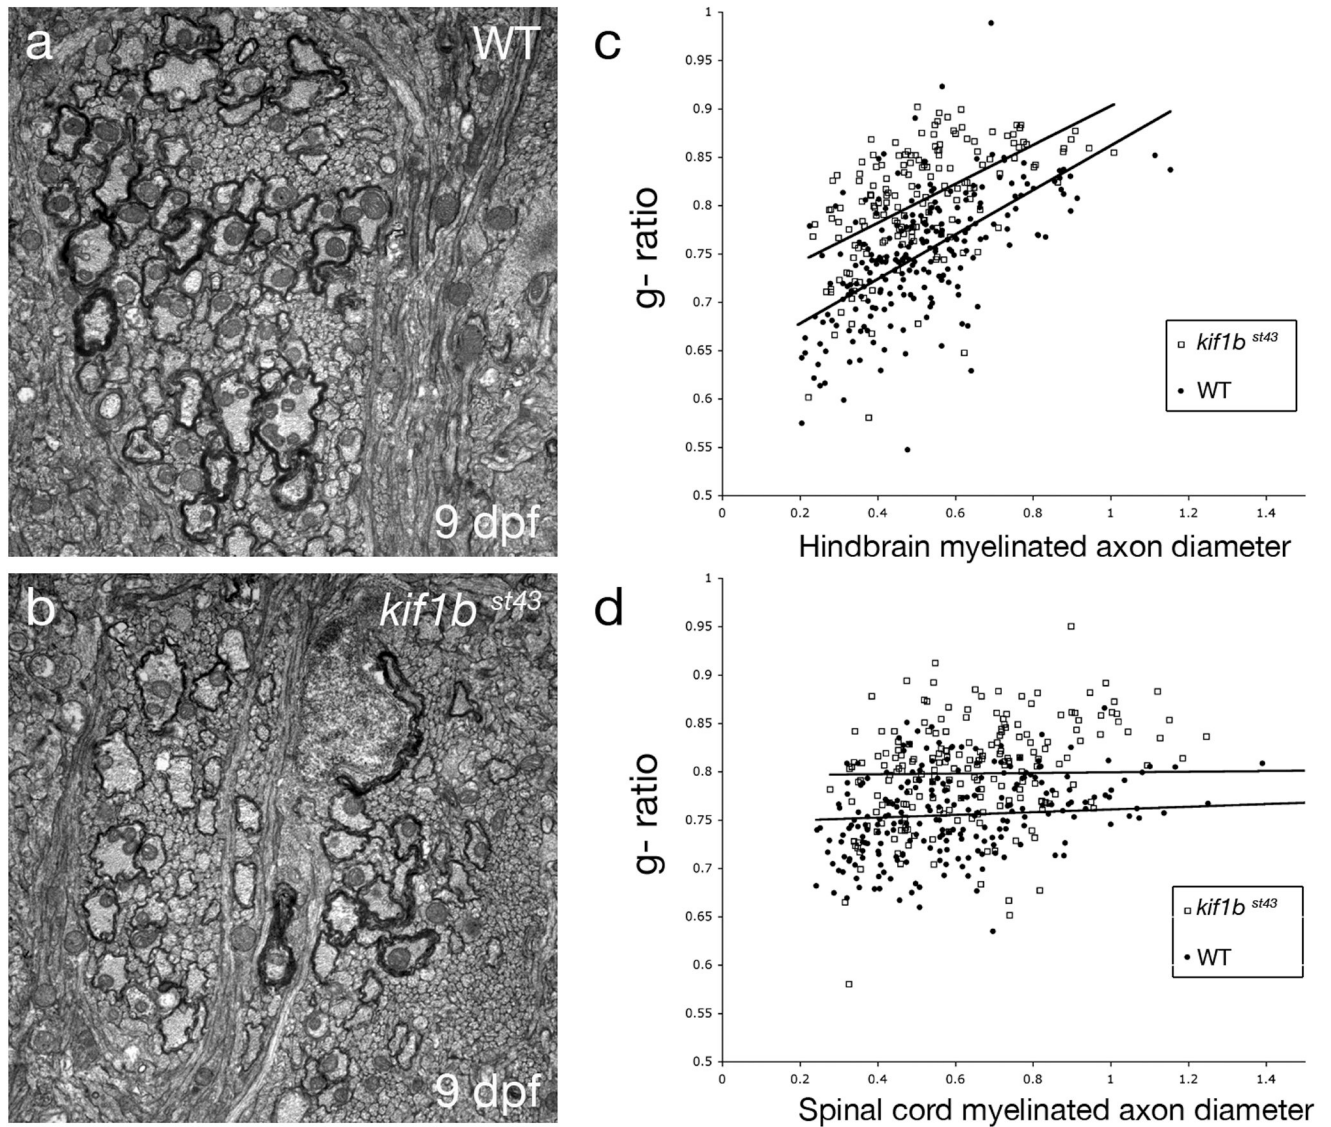 a
WT
9 dpf
b
kif1b st43
9 dpf
c
1
0.95
0.9
0.85
0.8
0.75
0.7
0.65
0.6
0.55
0.5
g- ratio
0
0.2
0.4
0.6
0.8
1
1.2
1.4
Hindbrain myelinated axon diameter
kif1b st43
WT
d
1
0.95
0.9
0.85
0.8
0.75
0.7
0.65
0.6
0.55
0.5
g- ratio
0
0.2
0.4
0.6
0.8
1
1.2
1.4
Spinal cord myelinated axon diameter
kif1b st43
WT